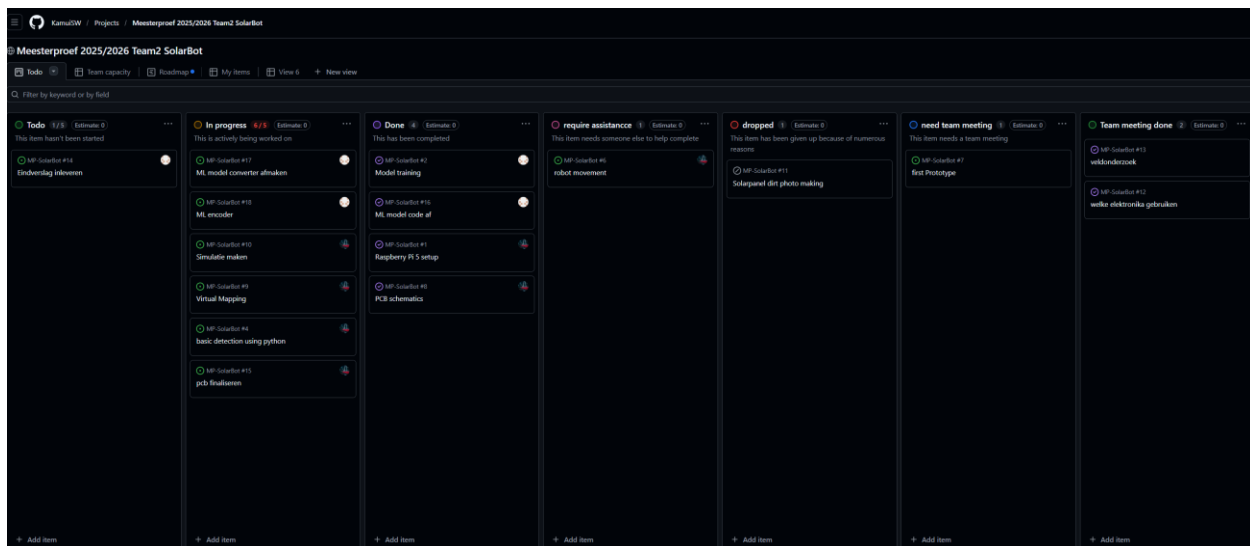 KamuiSW / Projects / Meesterproef 2025/2026 Team2 SolarBot
Meesterproef 2025/2026 Team2 SolarBot
Todo
Team capacity
Roadmap
My items
View 6
+ New view
Filter by keyword or by field
Todo 1 / 5 Estimate: 0 ...
This item hasn't been started
MP-SolarBot #14
Eindverslag inleveren
+ Add item
In progress 6 / 5 Estimate: 0 ...
This is actively being worked on
MP-SolarBot #17
ML model converter afmaken
MP-SolarBot #18
ML encoder
MP-SolarBot #10
Simulatie maken
MP-SolarBot #9
Virtual Mapping
MP-SolarBot #4
basic detection using python
MP-SolarBot #15
pcb finaliseren
+ Add item
Done 4 Estimate: 0 ...
This has been completed
MP-SolarBot #2
Model training
MP-SolarBot #16
ML model code af
MP-SolarBot #1
Raspberry Pi 5 setup
MP-SolarBot #8
PCB schematics
+ Add item
require assistancce 1 Estimate: 0 ...
This item needs someone else to help complete
MP-SolarBot #6
robot movement
+ Add item
dropped 1 Estimate: 0 ...
This item has been given up because of numerous
reasons
MP-SolarBot #11
Solarpanel dirt photo making
+ Add item
need team meeting 1 Estimate: 0 ...
This item needs a team meeting
MP-SolarBot #7
first Prototype
+ Add item
Team meeting done 2 Estimate: 0 ...
MP-SolarBot #13
veldonderzoek
MP-SolarBot #12
welke elektronika gebruiken
+ Add item